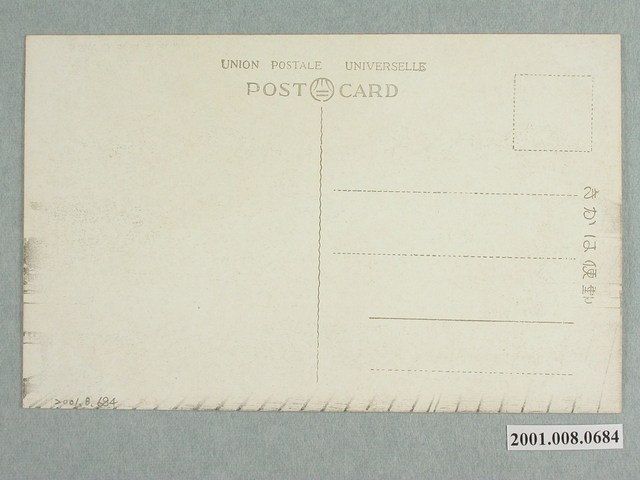 UNION POSTALE UNIVERSELLE
POST CARD
きかは便郵
2001.8.684
2001.008.0684